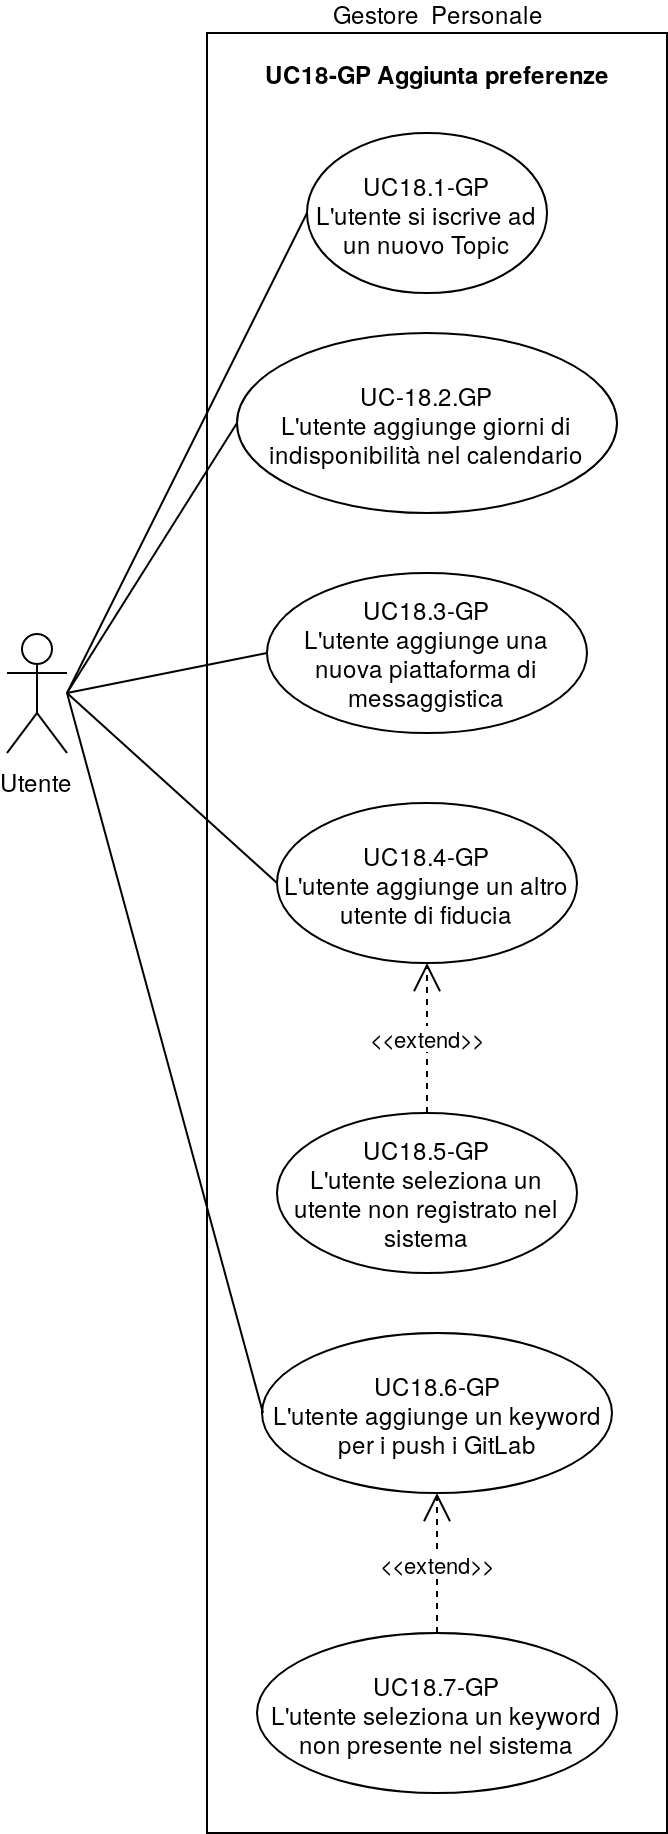 Gestore Personale
UC18-GP Aggiunta preferenze
UC18.1-GP
L'utente si iscrive ad
un nuovo Topic
UC-18.2.GP
L'utente aggiunge giorni di
indisponibilità nel calendario
UC18.3-GP
L'utente aggiunge una
nuova piattaforma di
messaggistica
Utente
UC18.4-GP
L'utente aggiunge un altro
utente di fiducia
<<extend>>
UC18.5-GP
L'utente seleziona un
utente non registrato nel
sistema
UC18.6-GP
L'utente aggiunge un keyword
per i push i GitLab
<<extend>>
UC18.7-GP
L'utente seleziona un keyword
non presente nel sistema